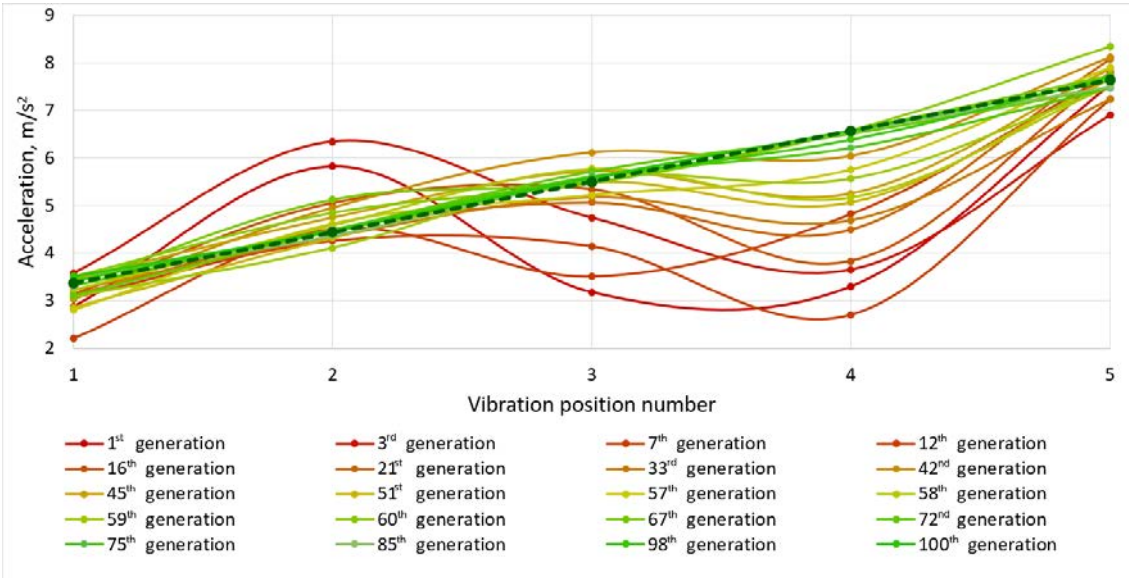 9
8
7
6
5
4
3
2
Acceleration, m/s²
1 2 3 4 5
Vibration position number
1ˢᵗ generation 3ʳᵈ generation 7ᵗʰ generation 12ᵗʰ generation
16ᵗʰ generation 21ˢᵗ generation 33ʳᵈ generation 42ⁿᵈ generation
45ᵗʰ generation 51ˢᵗ generation 57ᵗʰ generation 58ᵗʰ generation
59ᵗʰ generation 60ᵗʰ generation 67ᵗʰ generation 72ⁿᵈ generation
75ᵗʰ generation 85ᵗʰ generation 98ᵗʰ generation 100ᵗʰ generation